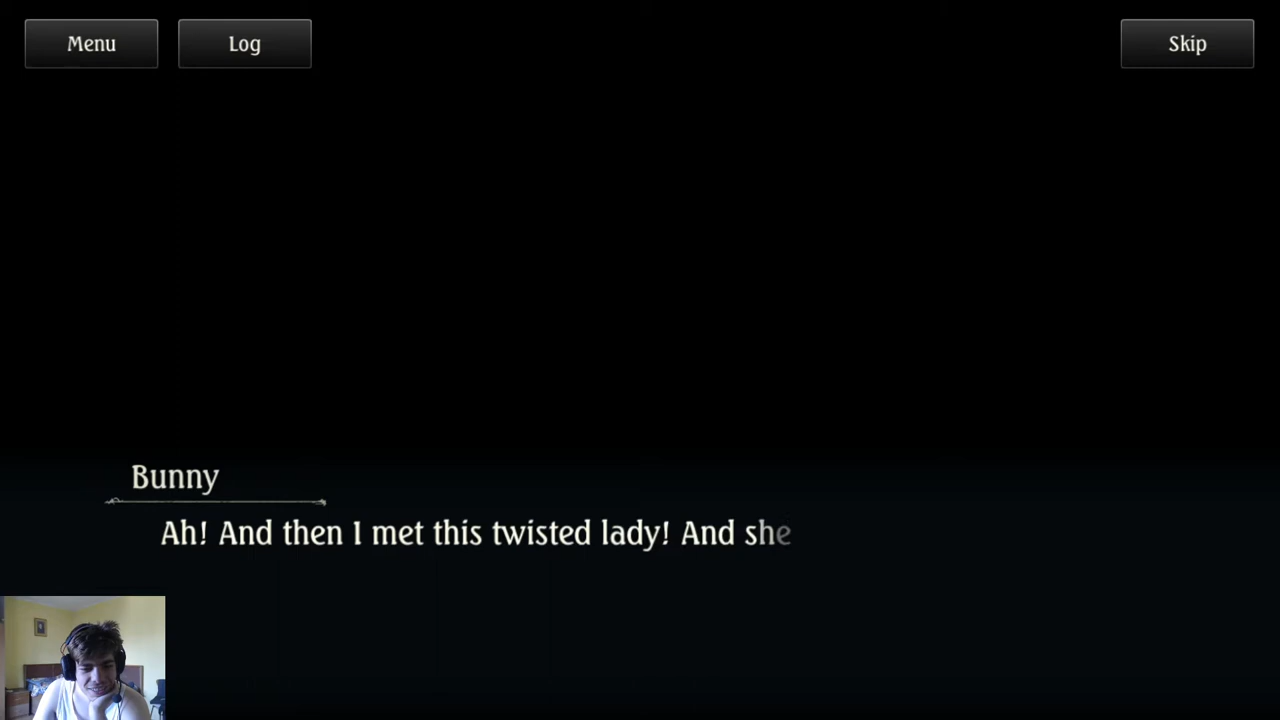 Menu
Log
Skip
Bunny
Ah! And then I met this twisted lady! And she